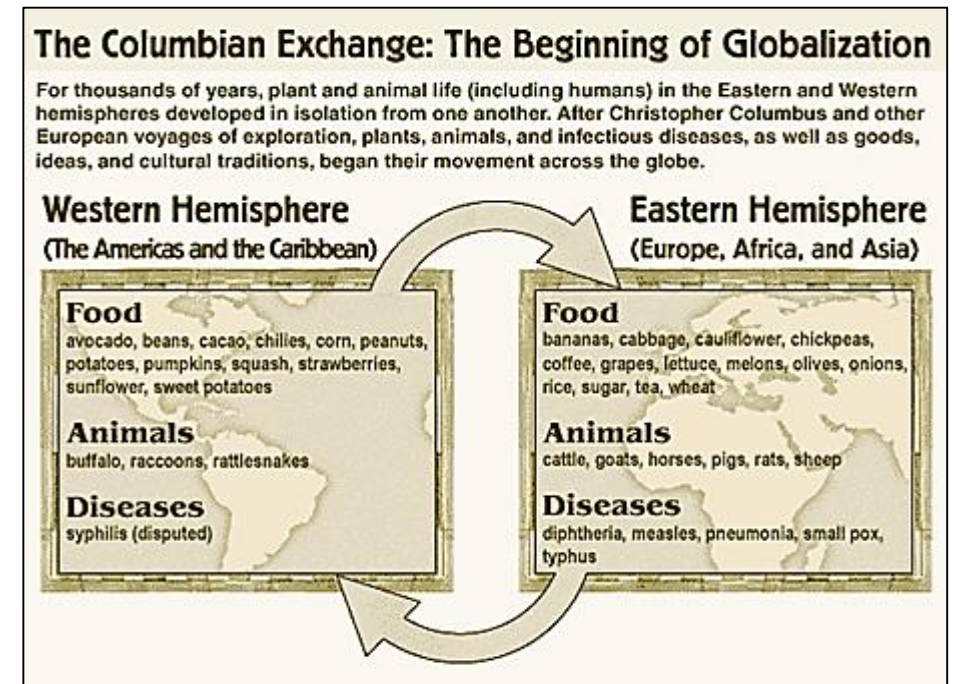 The Columbian Exchange: The Beginning of Globalization
For thousands of years, plant and animal life (including humans) in the Eastern and Western
hemispheres developed in isolation from one another. After Christopher Columbus and other
European voyages of exploration, plants, animals, and infectious diseases, as well as goods,
ideas, and cultural traditions, began their movement across the globe.
Western Hemisphere
(The Americas and the Caribbean)
Food
avocado, beans, cacao, chilies, corn, peanuts,
potatoes, pumpkins, squash, strawberries,
sunflower, sweet potatoes
Animals
buffalo, raccoons, rattlesnakes
Diseases
syphilis (disputed)
Eastern Hemisphere
(Europe, Africa, and Asia)
Food
bananas, cabbage, cauliflower, chickpeas,
coffee, grapes, lettuce, melons, olives, onions,
rice, sugar, tea, wheat
Animals
cattle, goats, horses, pigs, rats, sheep
Diseases
diphtheria, measles, pneumonia, small pox,
typhus